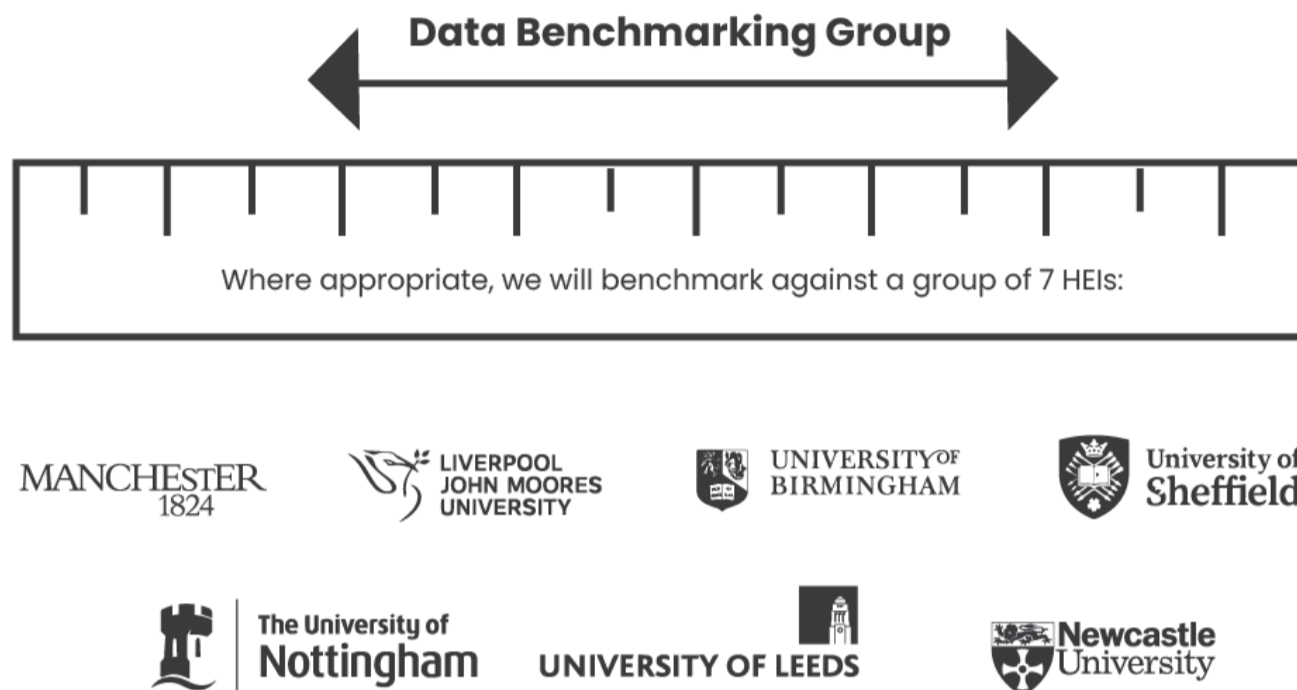 Data Benchmarking Group
Where appropriate, we will benchmark against a group of 7 HEIs:
MANCHESTER
1824
LIVERPOOL
JOHN MOORES
UNIVERSITY
UNIVERSITY OF
BIRMINGHAM
University of
Sheffield
The University of
Nottingham
UNIVERSITY OF LEEDS
Newcastle
University